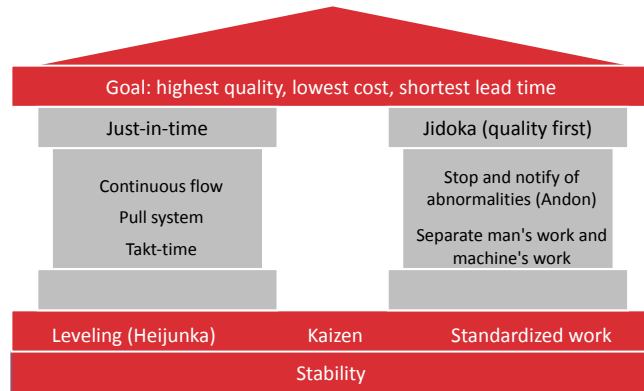 Goal: highest quality, lowest cost, shortest lead time
Just-in-time
Jidoka (quality first)
Continuous flow
Pull system
Takt-time
Stop and notify of
abnormalities (Andon)
Separate man's work and
machine's work
Leveling (Heijunka)
Kaizen
Standardized work
Stability